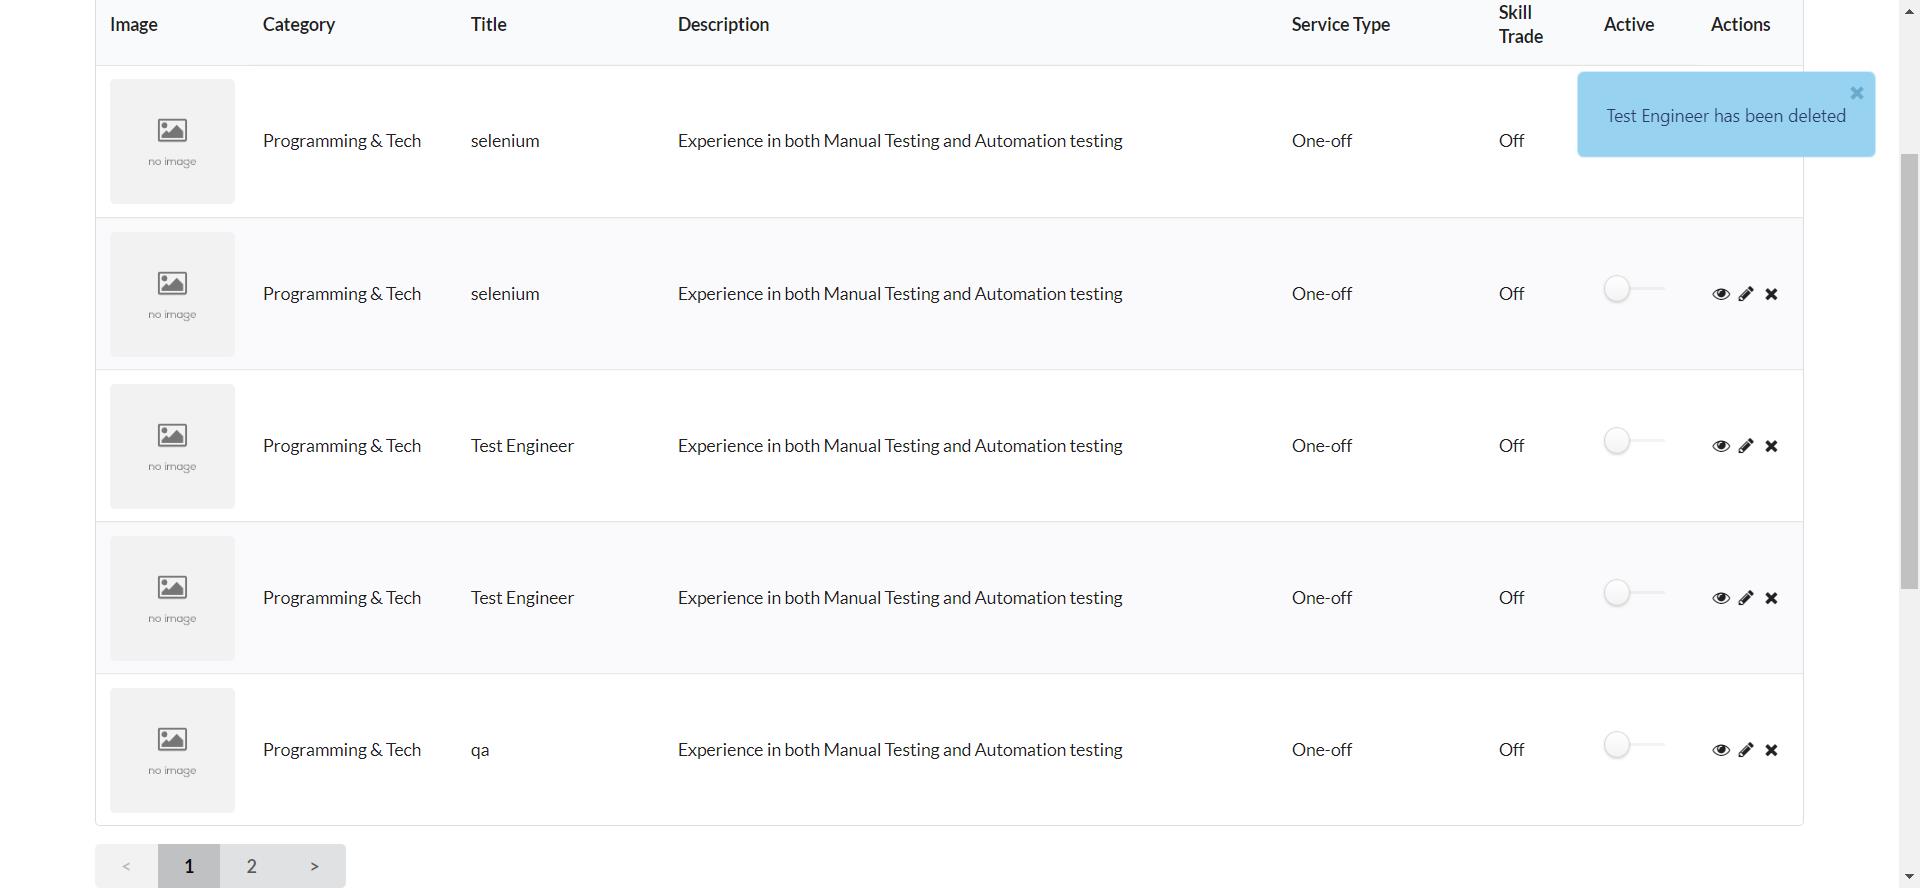 Image Category Title Description Service Type Skill Trade Active Actions
no image Programming & Tech selenium Experience in both Manual Testing and Automation testing One-off Off
Test Engineer has been deleted
no image Programming & Tech selenium Experience in both Manual Testing and Automation testing One-off Off
no image Programming & Tech Test Engineer Experience in both Manual Testing and Automation testing One-off Off
no image Programming & Tech Test Engineer Experience in both Manual Testing and Automation testing One-off Off
no image Programming & Tech qa Experience in both Manual Testing and Automation testing One-off Off
< 1 2 >